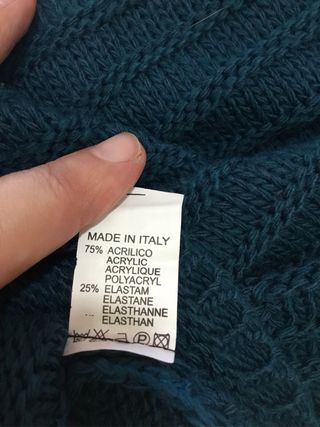 MADE IN ITALY
75% ACRILICO
ACRYLIC
ACRYLIQUE
POLYACRYL
25% ELASTAM
ELASTANE
... ELASTHANNE
ELASTHAN
P